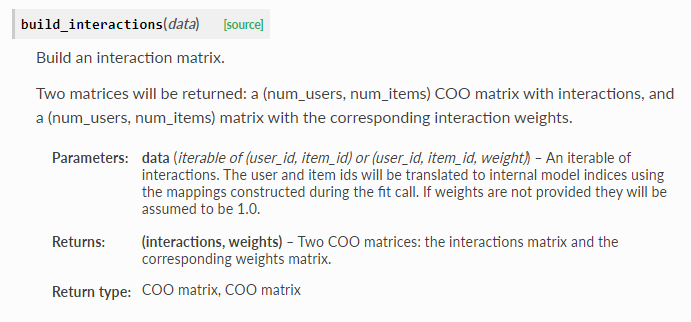 build_interactions(data) [source]
Build an interaction matrix.
Two matrices will be returned: a (num_users, num_items) COO matrix with interactions, and
a (num_users, num_items) matrix with the corresponding interaction weights.
Parameters: data (iterable of (user_id, item_id) or (user_id, item_id, weight)) – An iterable of
interactions. The user and item ids will be translated to internal model indices using
the mappings constructed during the fit call. If weights are not provided they will be
assumed to be 1.0.
Returns: (interactions, weights) – Two COO matrices: the interactions matrix and the
corresponding weights matrix.
Return type: COO matrix, COO matrix